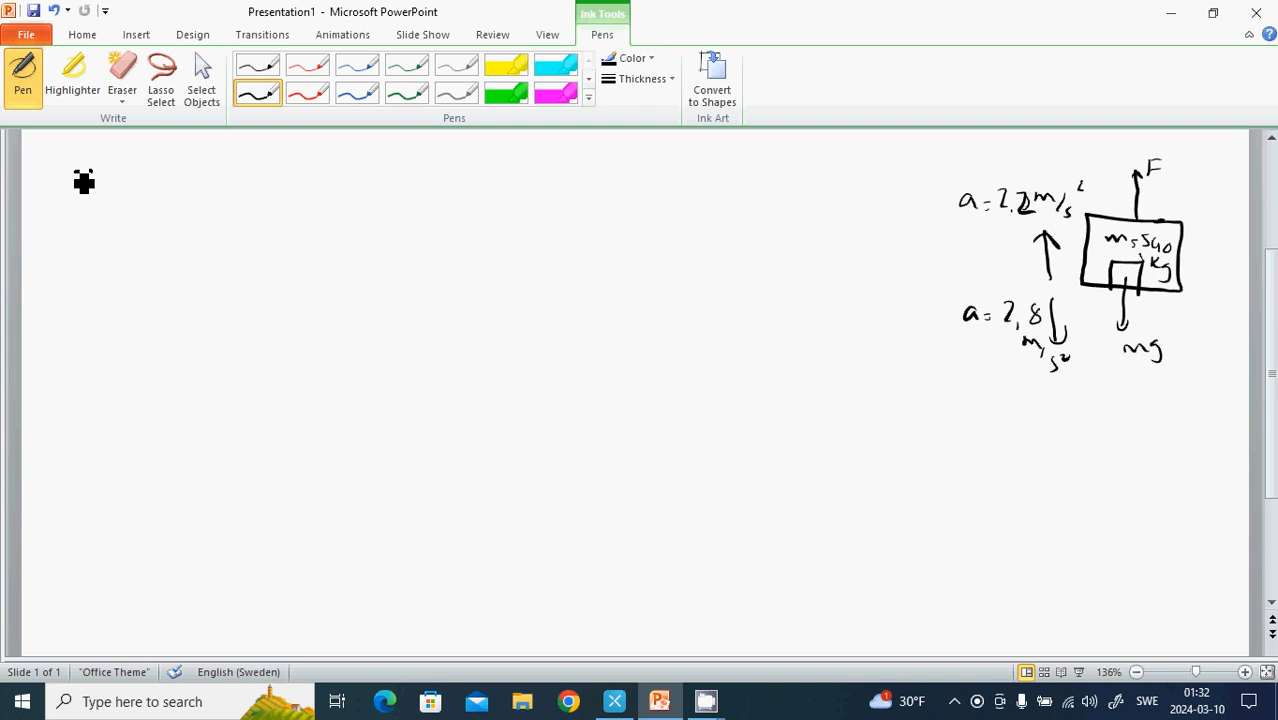 Presentation1 - Microsoft PowerPoint
Ink Tools
File Home Insert Design Transitions Animations Slide Show Review View Pens
Pen Highlighter Eraser Lasso Select Select Objects
Color
Thickness
Convert to Shapes
Write Pens Ink Art
F
a = 2.2 m/s²
m = 540 kg
a = 2,8 m/s²
mg
Slide 1 of 1 "Office Theme" English (Sweden) 136%
Type here to search 30°F SWE 01:32 2024-03-10